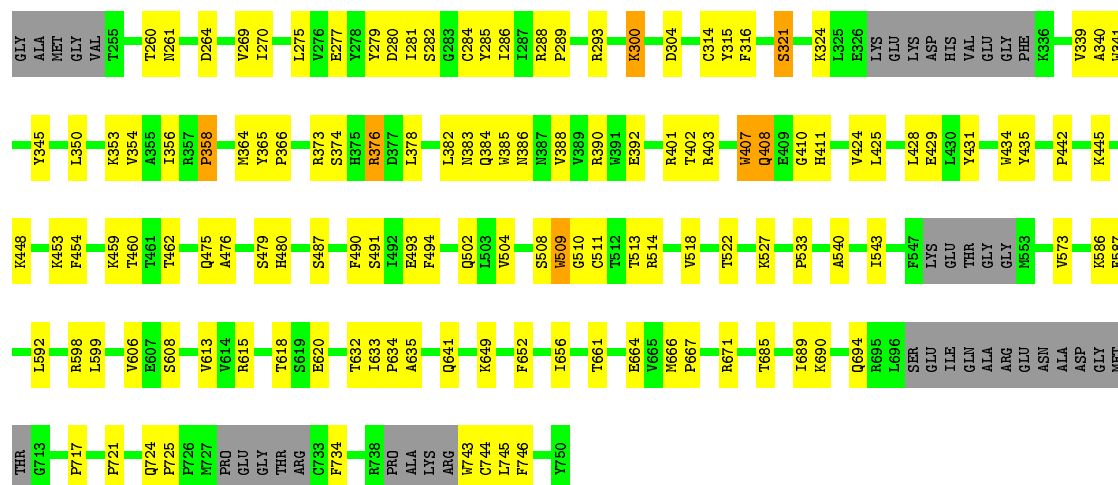 GLY ALA MET GLY VAL T255 T260 N261 D264 V269 I270 L275 V276 E277 Y278 Y279 D280 I281 S282 G283 C284 Y285 I286 I287 R288 P289 R293 K300 D304 C314 Y315 F316 S321 K324 L325 E326 LYS GLU LYS ASP HIS VAL GLU GLY PHE K336 V339 A340 W341
Y345 L350 K353 V354 A355 I356 R357 P358 M364 Y365 P366 R373 S374 H375 R376 D377 L378 L382 N383 Q384 W385 N386 N387 V388 V389 R390 W391 E392 R401 T402 R403 W407 Q408 E409 G410 H411 V424 L425 L428 E429 L430 Y431 W434 Y435 P442 K445
K448 K453 F454 K459 T460 T461 T462 Q475 A476 S479 H480 S487 F490 S491 I492 E493 F494 Q502 L503 V504 S508 W509 G510 C511 T512 T513 R514 V518 T522 K527 P533 A540 I543 F547 LYS GLU THR GLY GLY M553 V573 K586 E587
L592 R598 L599 V606 E607 S608 V613 V614 R615 T618 S619 E620 T632 I633 P634 A635 Q641 K649 F652 I656 T661 E664 V665 M666 P667 R671 T685 I689 K690 Q694 R695 L696 SER GLU ILE GLN ALA ARG GLU ASN ALA ASP GLY MET
THR G713 P717 P721 Q724 P725 P726 M727 PRO GLU GLY THR ARG C733 F734 R738 PRO ALA LYS ARG W743 C744 L745 F746 Y750